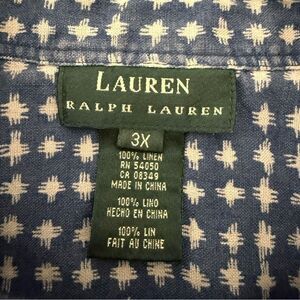 LAUREN
RALPH LAUREN
3X
100% LINEN
RN 54050
CA 08349
MADE IN CHINA
100% LINO
HECHO EN CHINA
100% LIN
FAIT AU CHINE